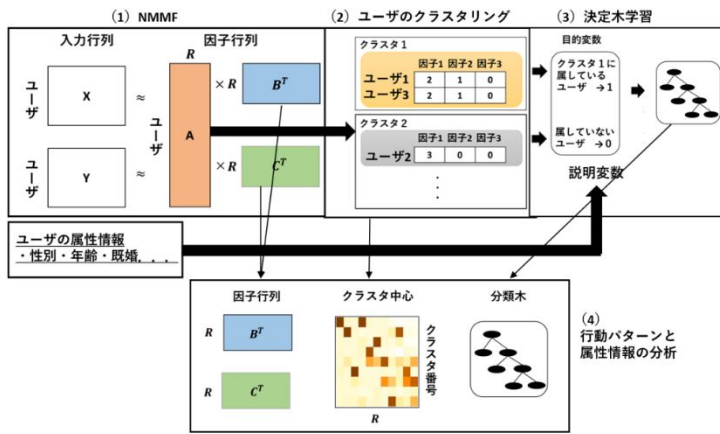 (1) NMMF
入力行列
因子行列
R
ユーザ
X
≈
ユーザ
A
×R
B^T
ユーザ
Y
≈
×R
C^T
(2) ユーザのクラスタリング
クラスタ1
因子1 因子2 因子3
ユーザ1 2 1 0
ユーザ3 2 1 0
クラスタ2
因子1 因子2 因子3
ユーザ2 3 0 0
・
・
・
(3) 決定木学習
目的変数
クラスタ1に
属している
ユーザ →1
属していない
ユーザ →0
説明変数
ユーザの属性情報
・性別・年齢・既婚．．．
因子行列
R
B^T
R
C^T
クラスタ中心
クラスタ番号
R
分類木
(4)
行動パターンと
属性情報の分析